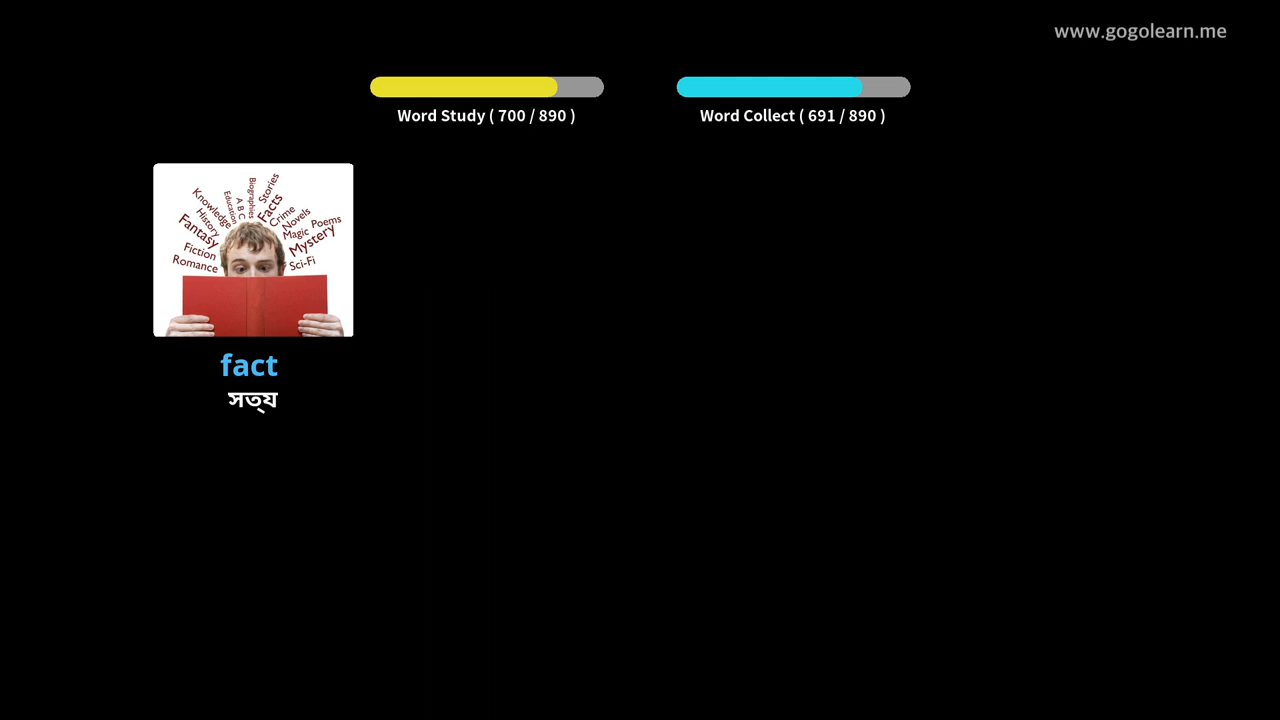 www.gogolearn.me
Word Study ( 700 / 890 )
Word Collect ( 691 / 890 )
Knowledge
History
Fantasy
Fiction
Romance
Education
A B C
Biographies
Stories
Facts
Crime
Novels
Magic
Poems
Mystery
Sci-Fi
fact
সত্য